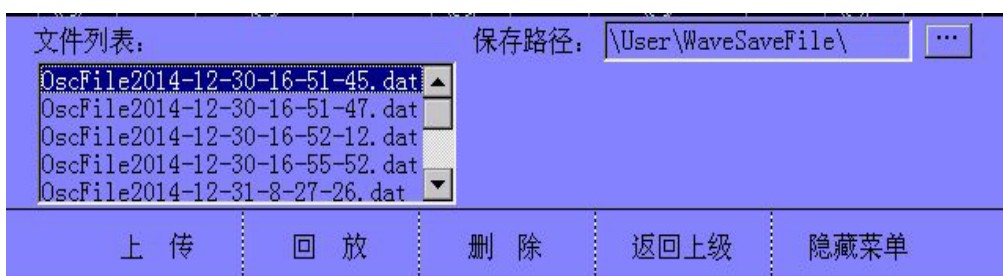 文件列表：
保存路径： \User\WaveSaveFile\ ...
OscFile2014-12-30-16-51-45.dat
OscFile2014-12-30-16-51-47.dat
OscFile2014-12-30-16-52-12.dat
OscFile2014-12-30-16-55-52.dat
OscFile2014-12-31-8-27-26.dat
上 传
回 放
删 除
返回上级
隐藏菜单